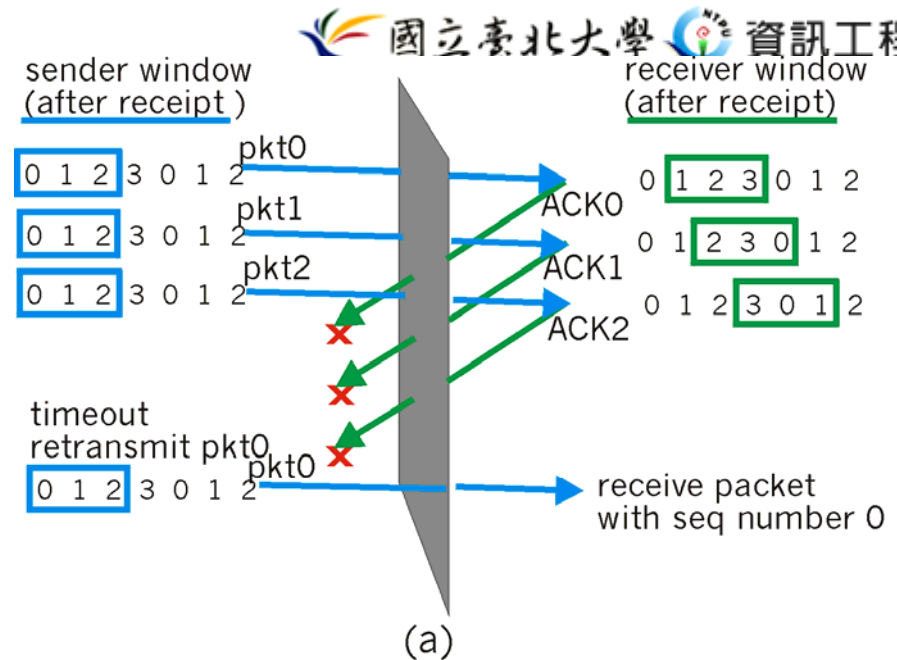 國立臺北大學 資訊工程
NTPU
sender window
(after receipt )
receiver window
(after receipt)
0 1 2 3 0 1 2 pkt0
ACK0
0 1 2 3 0 1 2
0 1 2 3 0 1 2 pkt1
ACK1
0 1 2 3 0 1 2
0 1 2 3 0 1 2 pkt2
ACK2
0 1 2 3 0 1 2
timeout
retransmit pkt0
0 1 2 3 0 1 2 pkt0
receive packet
with seq number 0
(a)